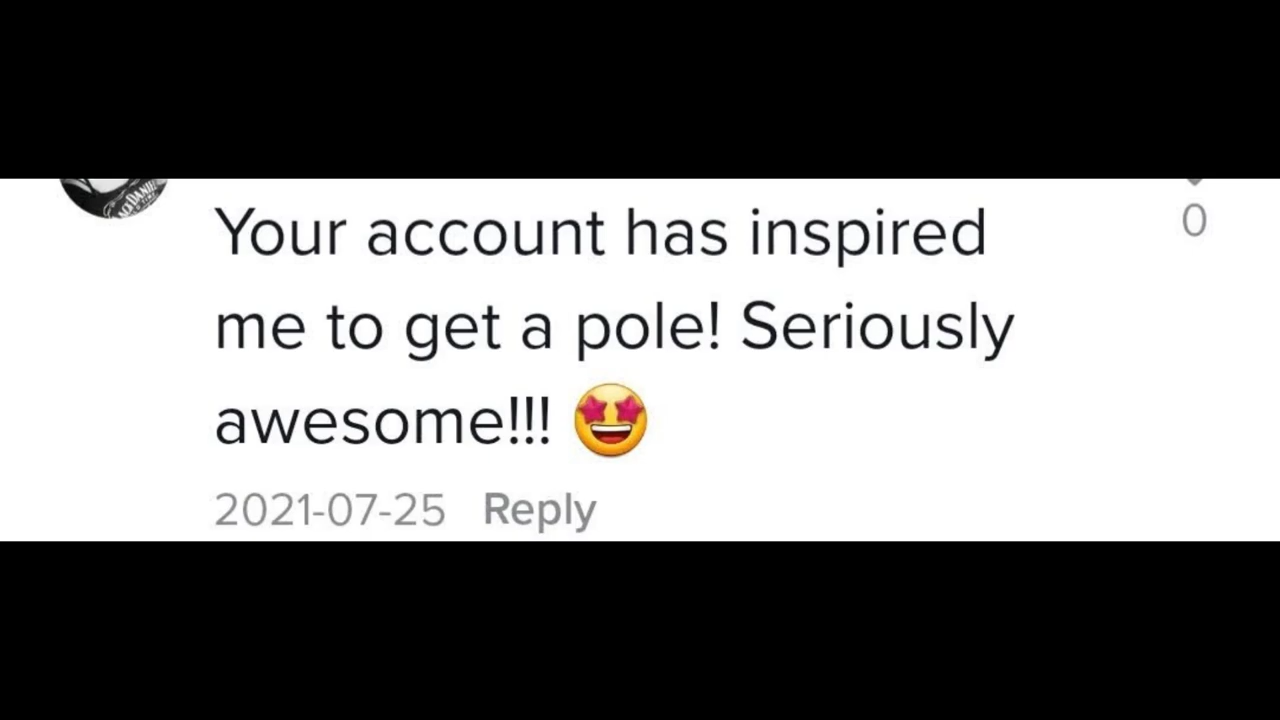 Your account has inspired
me to get a pole! Seriously
awesome!!! 🤩
2021-07-25 Reply
0